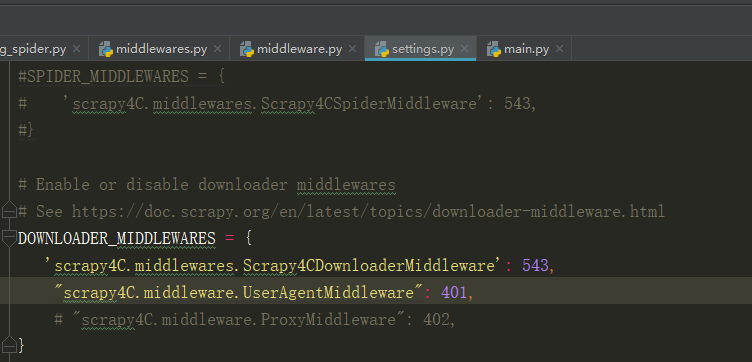 g_spider.py × middlewares.py × middleware.py × settings.py × main.py ×
#SPIDER_MIDDLEWARES = {
#    'scrapy4C.middlewares.Scrapy4CSpiderMiddleware': 543,
#}
# Enable or disable downloader middlewares
# See https://doc.scrapy.org/en/latest/topics/downloader-middleware.html
DOWNLOADER_MIDDLEWARES = {
   'scrapy4C.middlewares.Scrapy4CDownloaderMiddleware': 543,
    "scrapy4C.middleware.UserAgentMiddleware": 401,
    # "scrapy4C.middleware.ProxyMiddleware": 402,
}